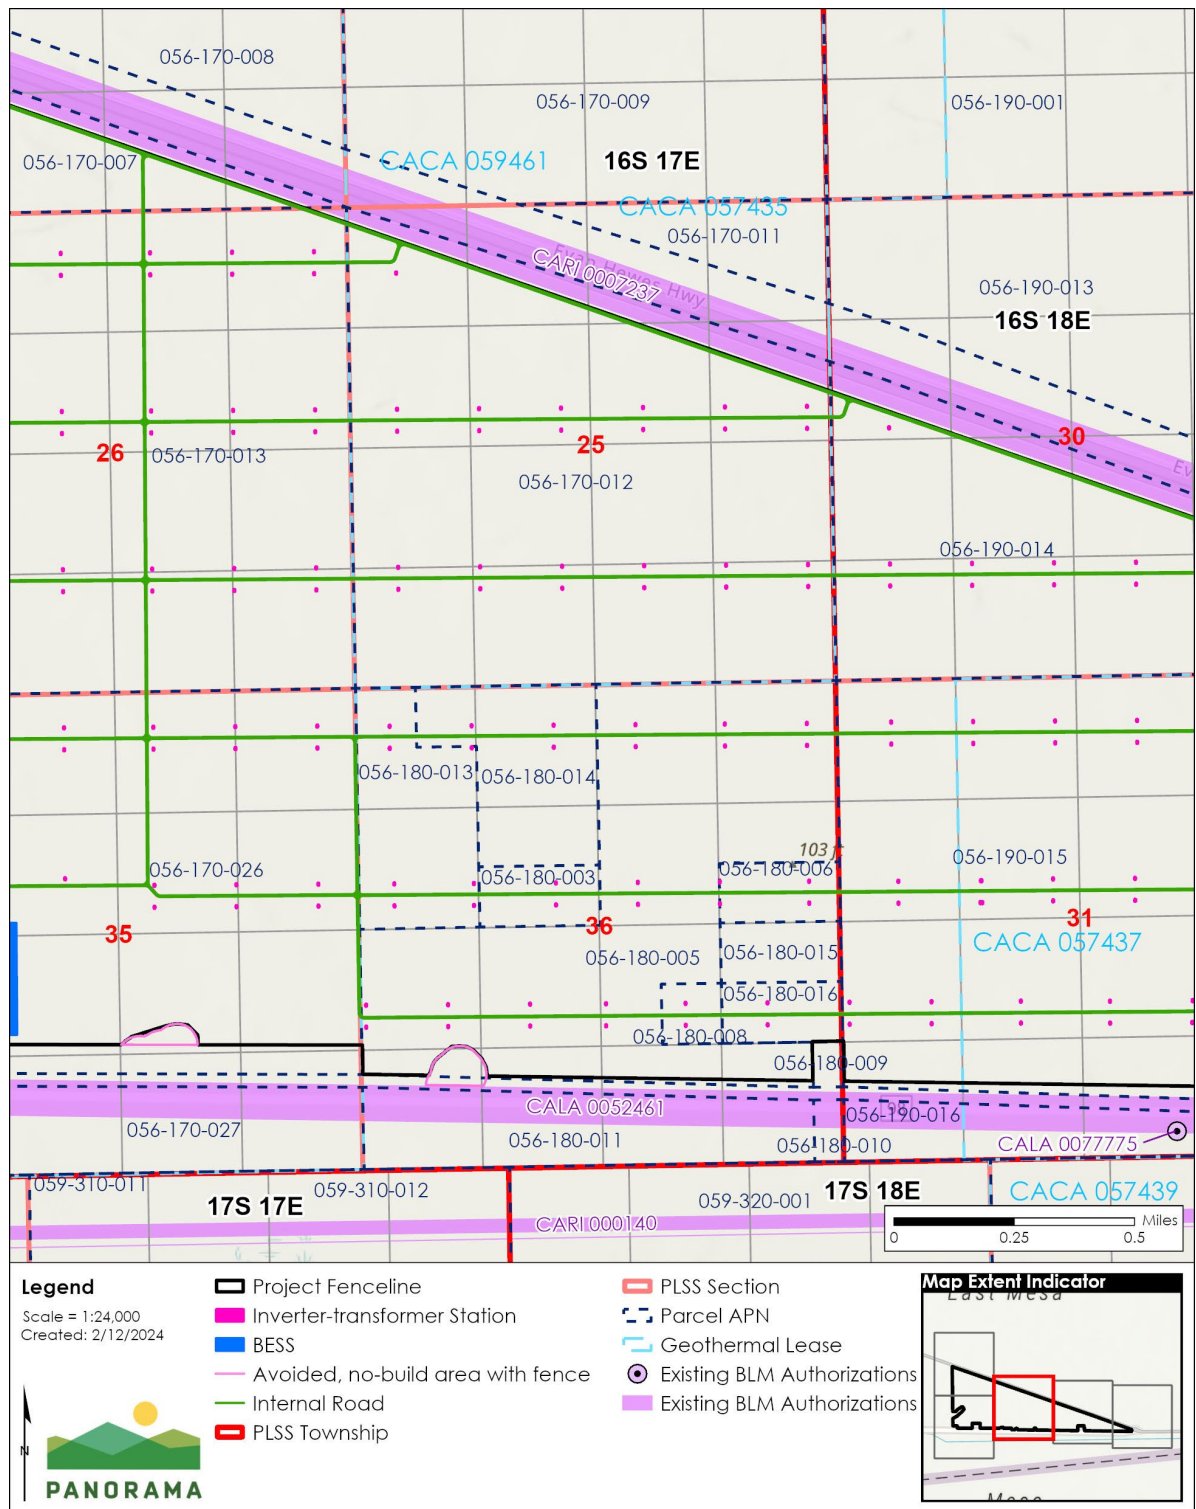 056-170-008
056-170-009
056-190-001
056-170-007
CACA 059461
16S 17E
CACA 057435
056-170-011
Evan Hewes Hwy
CARI 0007237
056-190-013
16S 18E
26
056-170-013
25
30
Ev
056-170-012
056-190-014
056-180-013
056-180-014
103 ft
056-190-015
056-170-026
056-180-003
056-180-006
35
36
31
056-180-005
056-180-015
CACA 057437
056-180-016
056-180-008
056-180-009
CALA 0052461
98
056-190-016
056-170-027
056-180-011
056-180-010
CALA 0077775
059-310-011
059-310-012
17S 17E
059-320-001
17S 18E
CACA 057439
CARI 000140
Miles
0 0.25 0.5
Legend
Scale = 1:24,000
Created: 2/12/2024
Project Fenceline
Inverter-transformer Station
BESS
Avoided, no-build area with fence
Internal Road
PLSS Township
PLSS Section
Parcel APN
Geothermal Lease
Existing BLM Authorizations
Existing BLM Authorizations
N
PANORAMA
Map Extent Indicator
East Mesa
Mesa